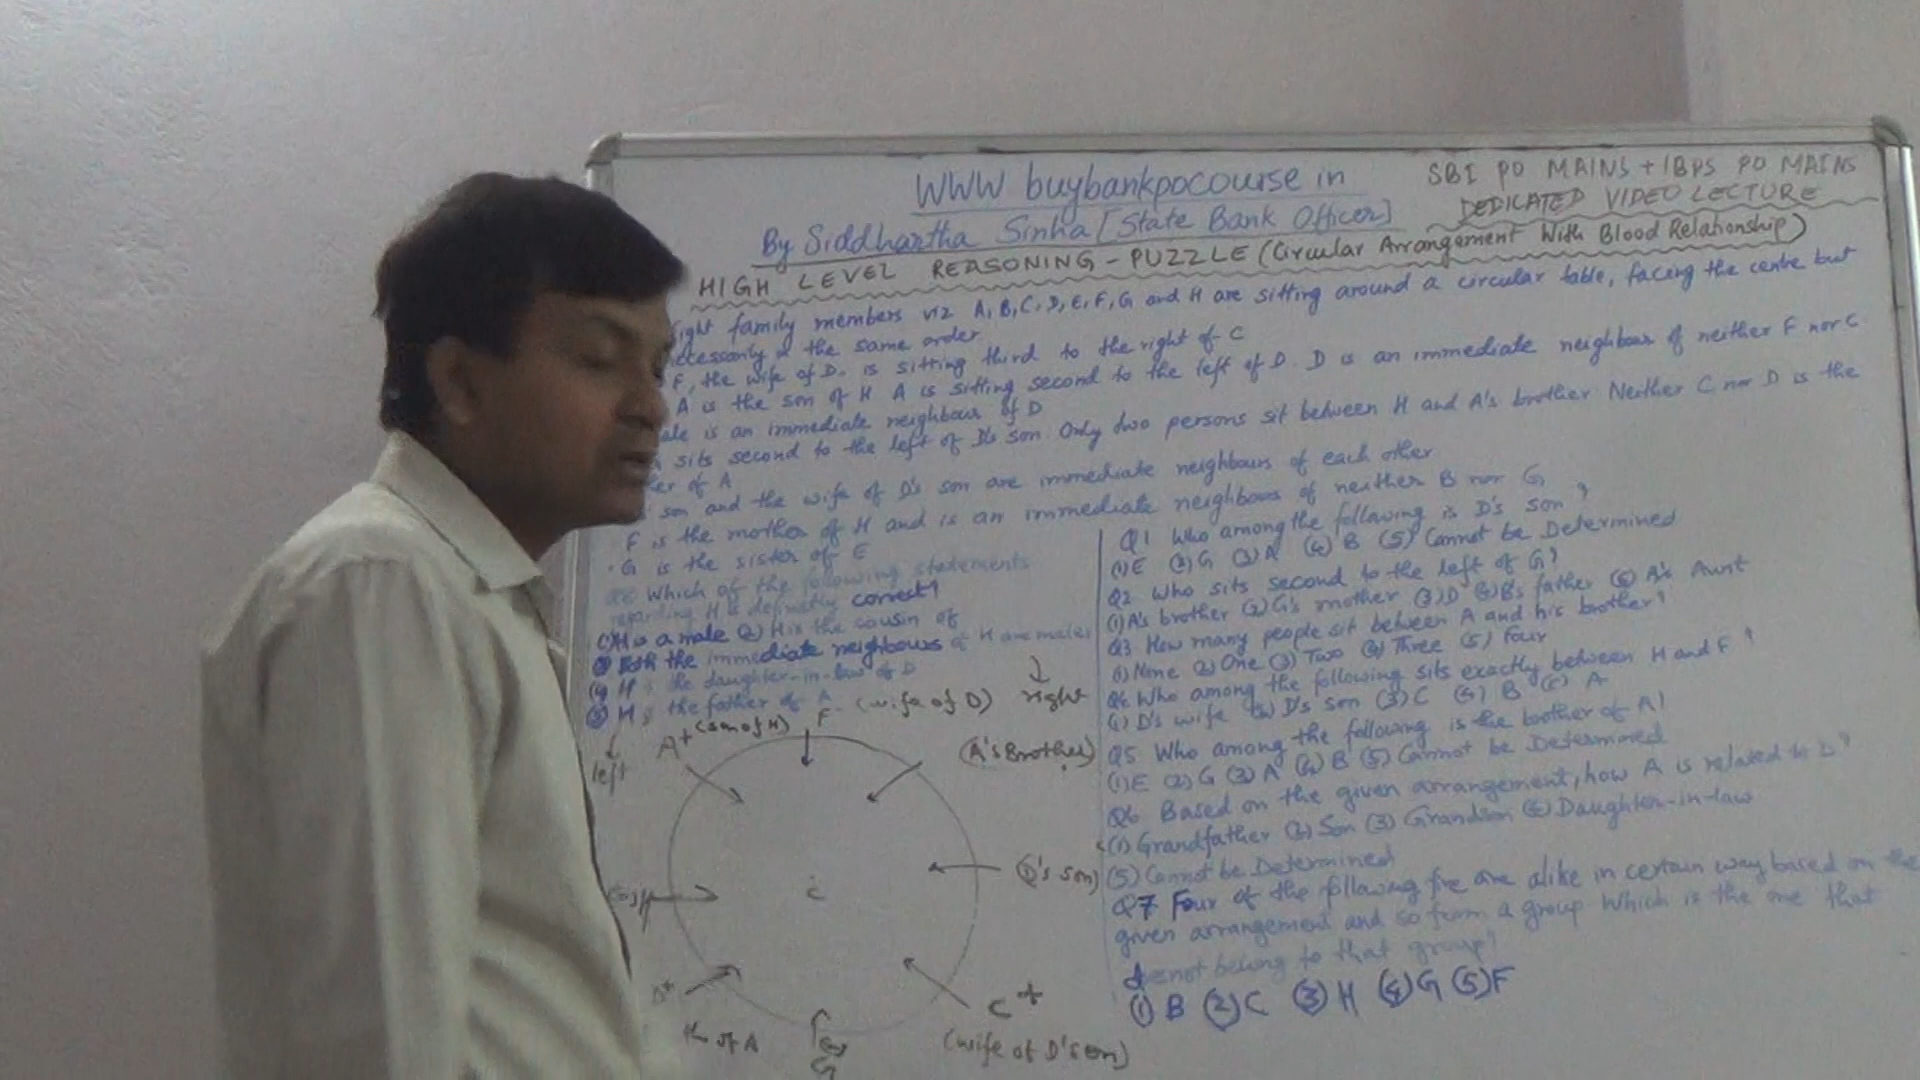 WWW buybankpocourse in
SBI PO MAINS + IBPS PO MAINS
DEDICATED VIDEO LECTURE
By Siddhartha Sinha [State Bank Officer]
HIGH LEVEL REASONING - PUZZLE (Circular Arrangement With Blood Relationship)
ight family members viz A, B, C, D, E, F, G and H are sitting around a circular table, facing the centre but
the same order
F, the wife of D. is sitting third to the right of C
A is the son of H A is sitting second to the left of D. D is an immediate neighbour of neither F nor C
ale is an immediate neighbour of D
sits second to the left of D's son Only two persons sit between H and A's brother Neither C nor D is the
er of A
son and the wife of D's son are immediate neighbours of each other
F is the mother of H and is an immediate neighbour of neither B nor G
G is the sister of E
Which of the following statements
regarding H is definitely correct?
(1) H is a male (2) H is the cousin of
(3) Both the immediate neighbours of H are males
(4) H is the daughter-in-law of D
(5) H is the father of A
Q1 Who among the following is D's son ?
(1) E (2) G (3) A (4) B (5) Cannot be Determined
Q2 Who sits second to the left of G?
(1) A's brother (2) G's mother (3) D (4) B's father (5) A's Aunt
Q3 How many people sit between A and his brother?
(1) None (2) One (3) Two (4) Three (5) Four
Q4 Who among the following sits exactly between H and F ?
(1) D's wife (2) D's son (3) C (4) B (5) A
Q5 Who among the following is the brother of A?
(1) E (2) G (3) A (4) B (5) Cannot be Determined
Q6 Based on the given arrangement, how A is related to D?
(1) Grandfather (2) Son (3) Grandson (4) Daughter-in-law
(5) Cannot be Determined
Q7 Four of the following five are alike in certain way based on the
given arrangement and so form a group Which is the one that
not belong to that group?
(1) B (2) C (3) H (4) G (5) F
left
right
A+ (son of H)
F (wife of D)
(A's Brother)
(D's son)
C+
(wife of D's son)
G
of A